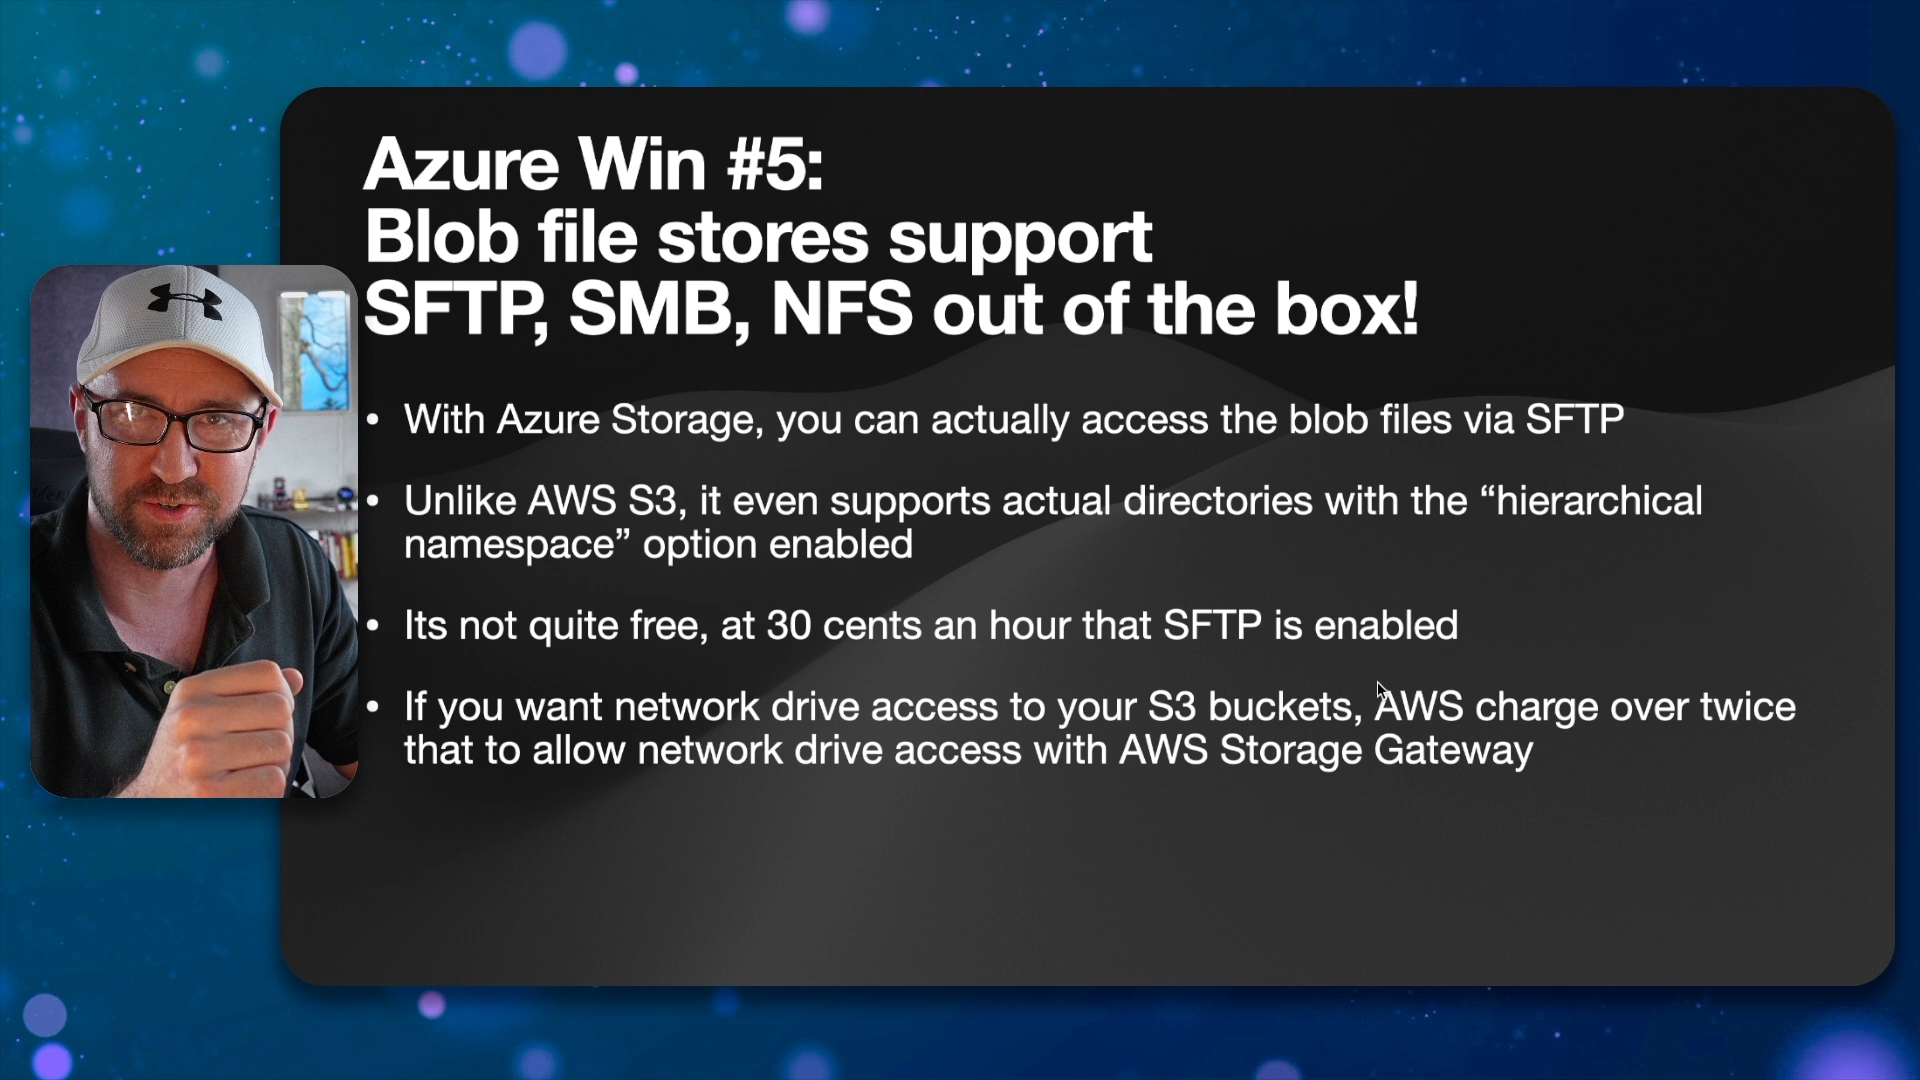 Azure Win #5:
Blob file stores support
SFTP, SMB, NFS out of the box!
• With Azure Storage, you can actually access the blob files via SFTP
• Unlike AWS S3, it even supports actual directories with the “hierarchical
namespace” option enabled
• Its not quite free, at 30 cents an hour that SFTP is enabled
• If you want network drive access to your S3 buckets, AWS charge over twice
that to allow network drive access with AWS Storage Gateway